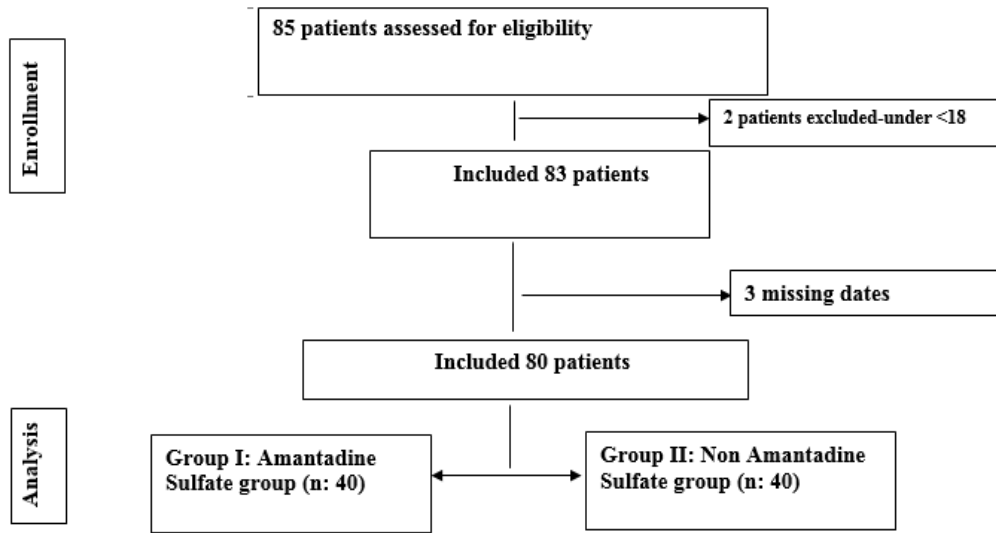 85 patients assessed for eligibility
Enrollment
2 patients excluded-under <18
Included 83 patients
3 missing dates
Included 80 patients
Analysis
Group I: Amantadine
Sulfate group (n: 40)
Group II: Non Amantadine
Sulfate group (n: 40)